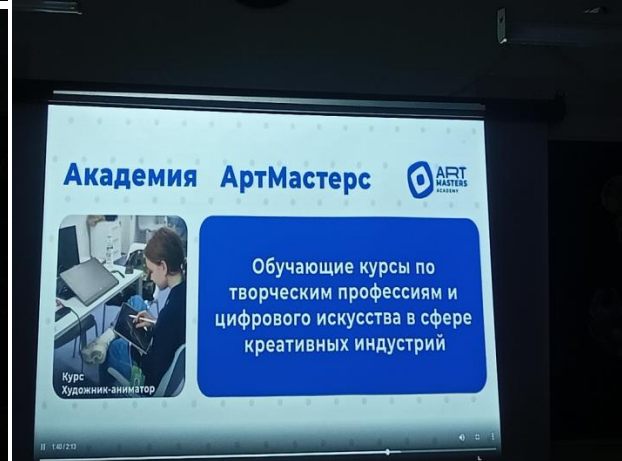 Академия АртМастерс
ART
MASTERS
ACADEMY
Обучающие курсы по
творческим профессиям и
цифрового искусства в сфере
креативных индустрий
Курс
Художник-аниматор
1:40 / 2:13